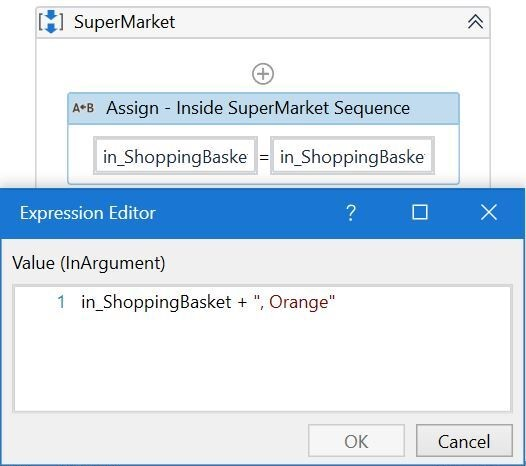 SuperMarket
A+B Assign - Inside SuperMarket Sequence
in_ShoppingBaske = in_ShoppingBaske
Expression Editor ?
Value (InArgument)
1 in_ShoppingBasket + ", Orange"
OK Cancel